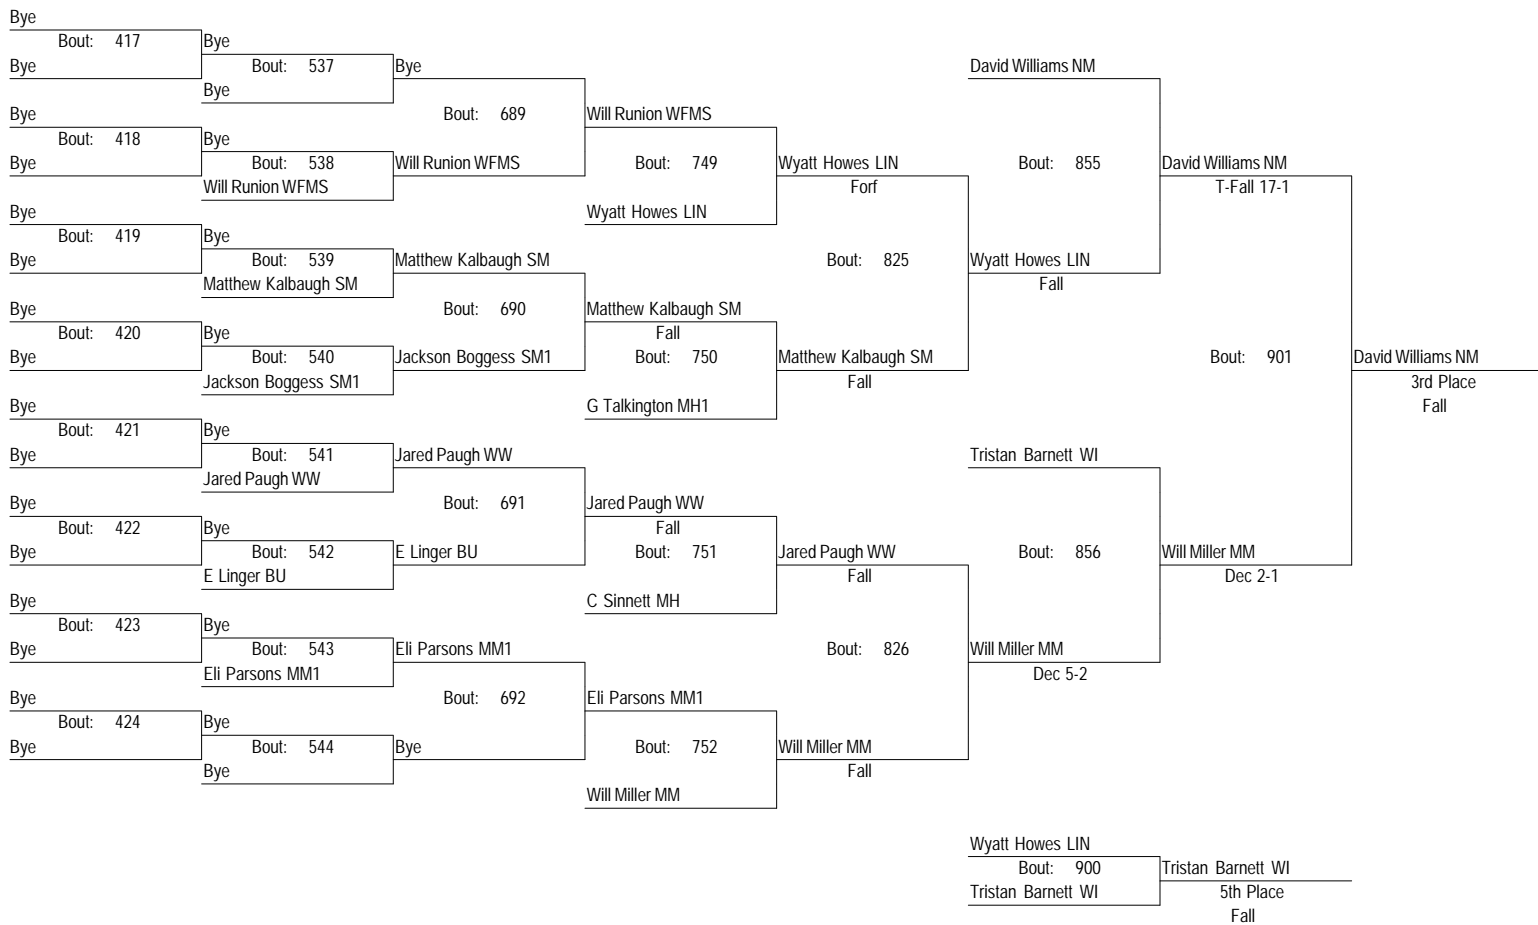 Bye
Bout: 417 Bye
Bye Bout: 537 Bye David Williams NM
Bye
Bye Bout: 689 Will Runion WFMS
Bout: 418 Bye
Bye Bout: 538 Will Runion WFMS Bout: 749 Wyatt Howes LIN Bout: 855 David Williams NM
Will Runion WFMS Forf T-Fall 17-1
Bye Wyatt Howes LIN
Bout: 419 Bye
Bye Bout: 539 Matthew Kalbaugh SM Bout: 825 Wyatt Howes LIN
Matthew Kalbaugh SM Fall
Bye Bout: 690 Matthew Kalbaugh SM
Bout: 420 Bye Fall
Bye Bout: 540 Jackson Boggess SM1 Bout: 750 Matthew Kalbaugh SM Bout: 901 David Williams NM
Jackson Boggess SM1 Fall 3rd Place
Bye G Talkington MH1 Fall
Bout: 421 Bye
Bye Bout: 541 Jared Paugh WW Tristan Barnett WI
Jared Paugh WW
Bye Bout: 691 Jared Paugh WW
Bout: 422 Bye Fall
Bye Bout: 542 E Linger BU Bout: 751 Jared Paugh WW Bout: 856 Will Miller MM
E Linger BU Fall Dec 2-1
Bye C Sinnett MH
Bout: 423 Bye
Bye Bout: 543 Eli Parsons MM1 Bout: 826 Will Miller MM
Eli Parsons MM1 Dec 5-2
Bye Bout: 692 Eli Parsons MM1
Bout: 424 Bye
Bye Bout: 544 Bye Bout: 752 Will Miller MM
Bye Fall
Will Miller MM
Wyatt Howes LIN
Bout: 900 Tristan Barnett WI
Tristan Barnett WI 5th Place
Fall